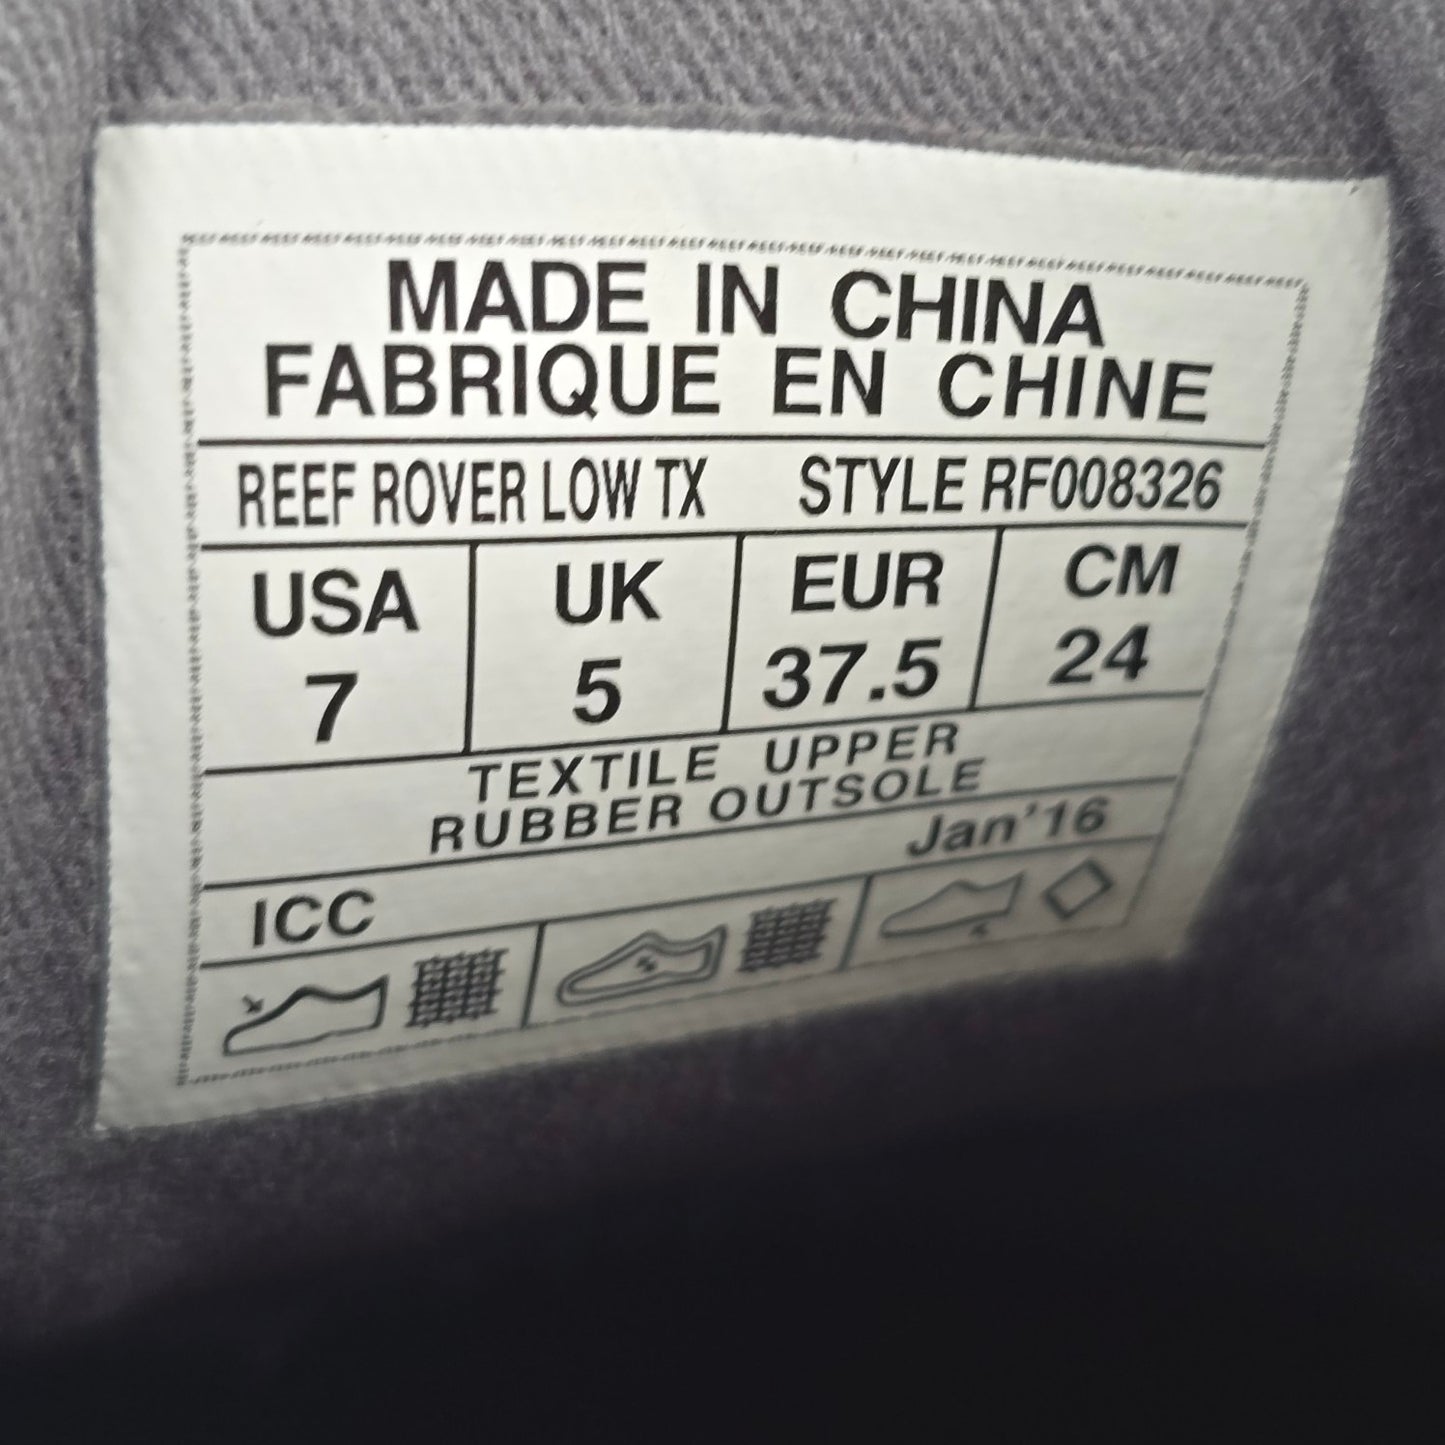 MADE IN CHINA
FABRIQUE EN CHINE
REEF ROVER LOW TX STYLE RF008326
USA UK EUR CM
7 5 37.5 24
TEXTILE UPPER
RUBBER OUTSOLE
ICC Jan'16